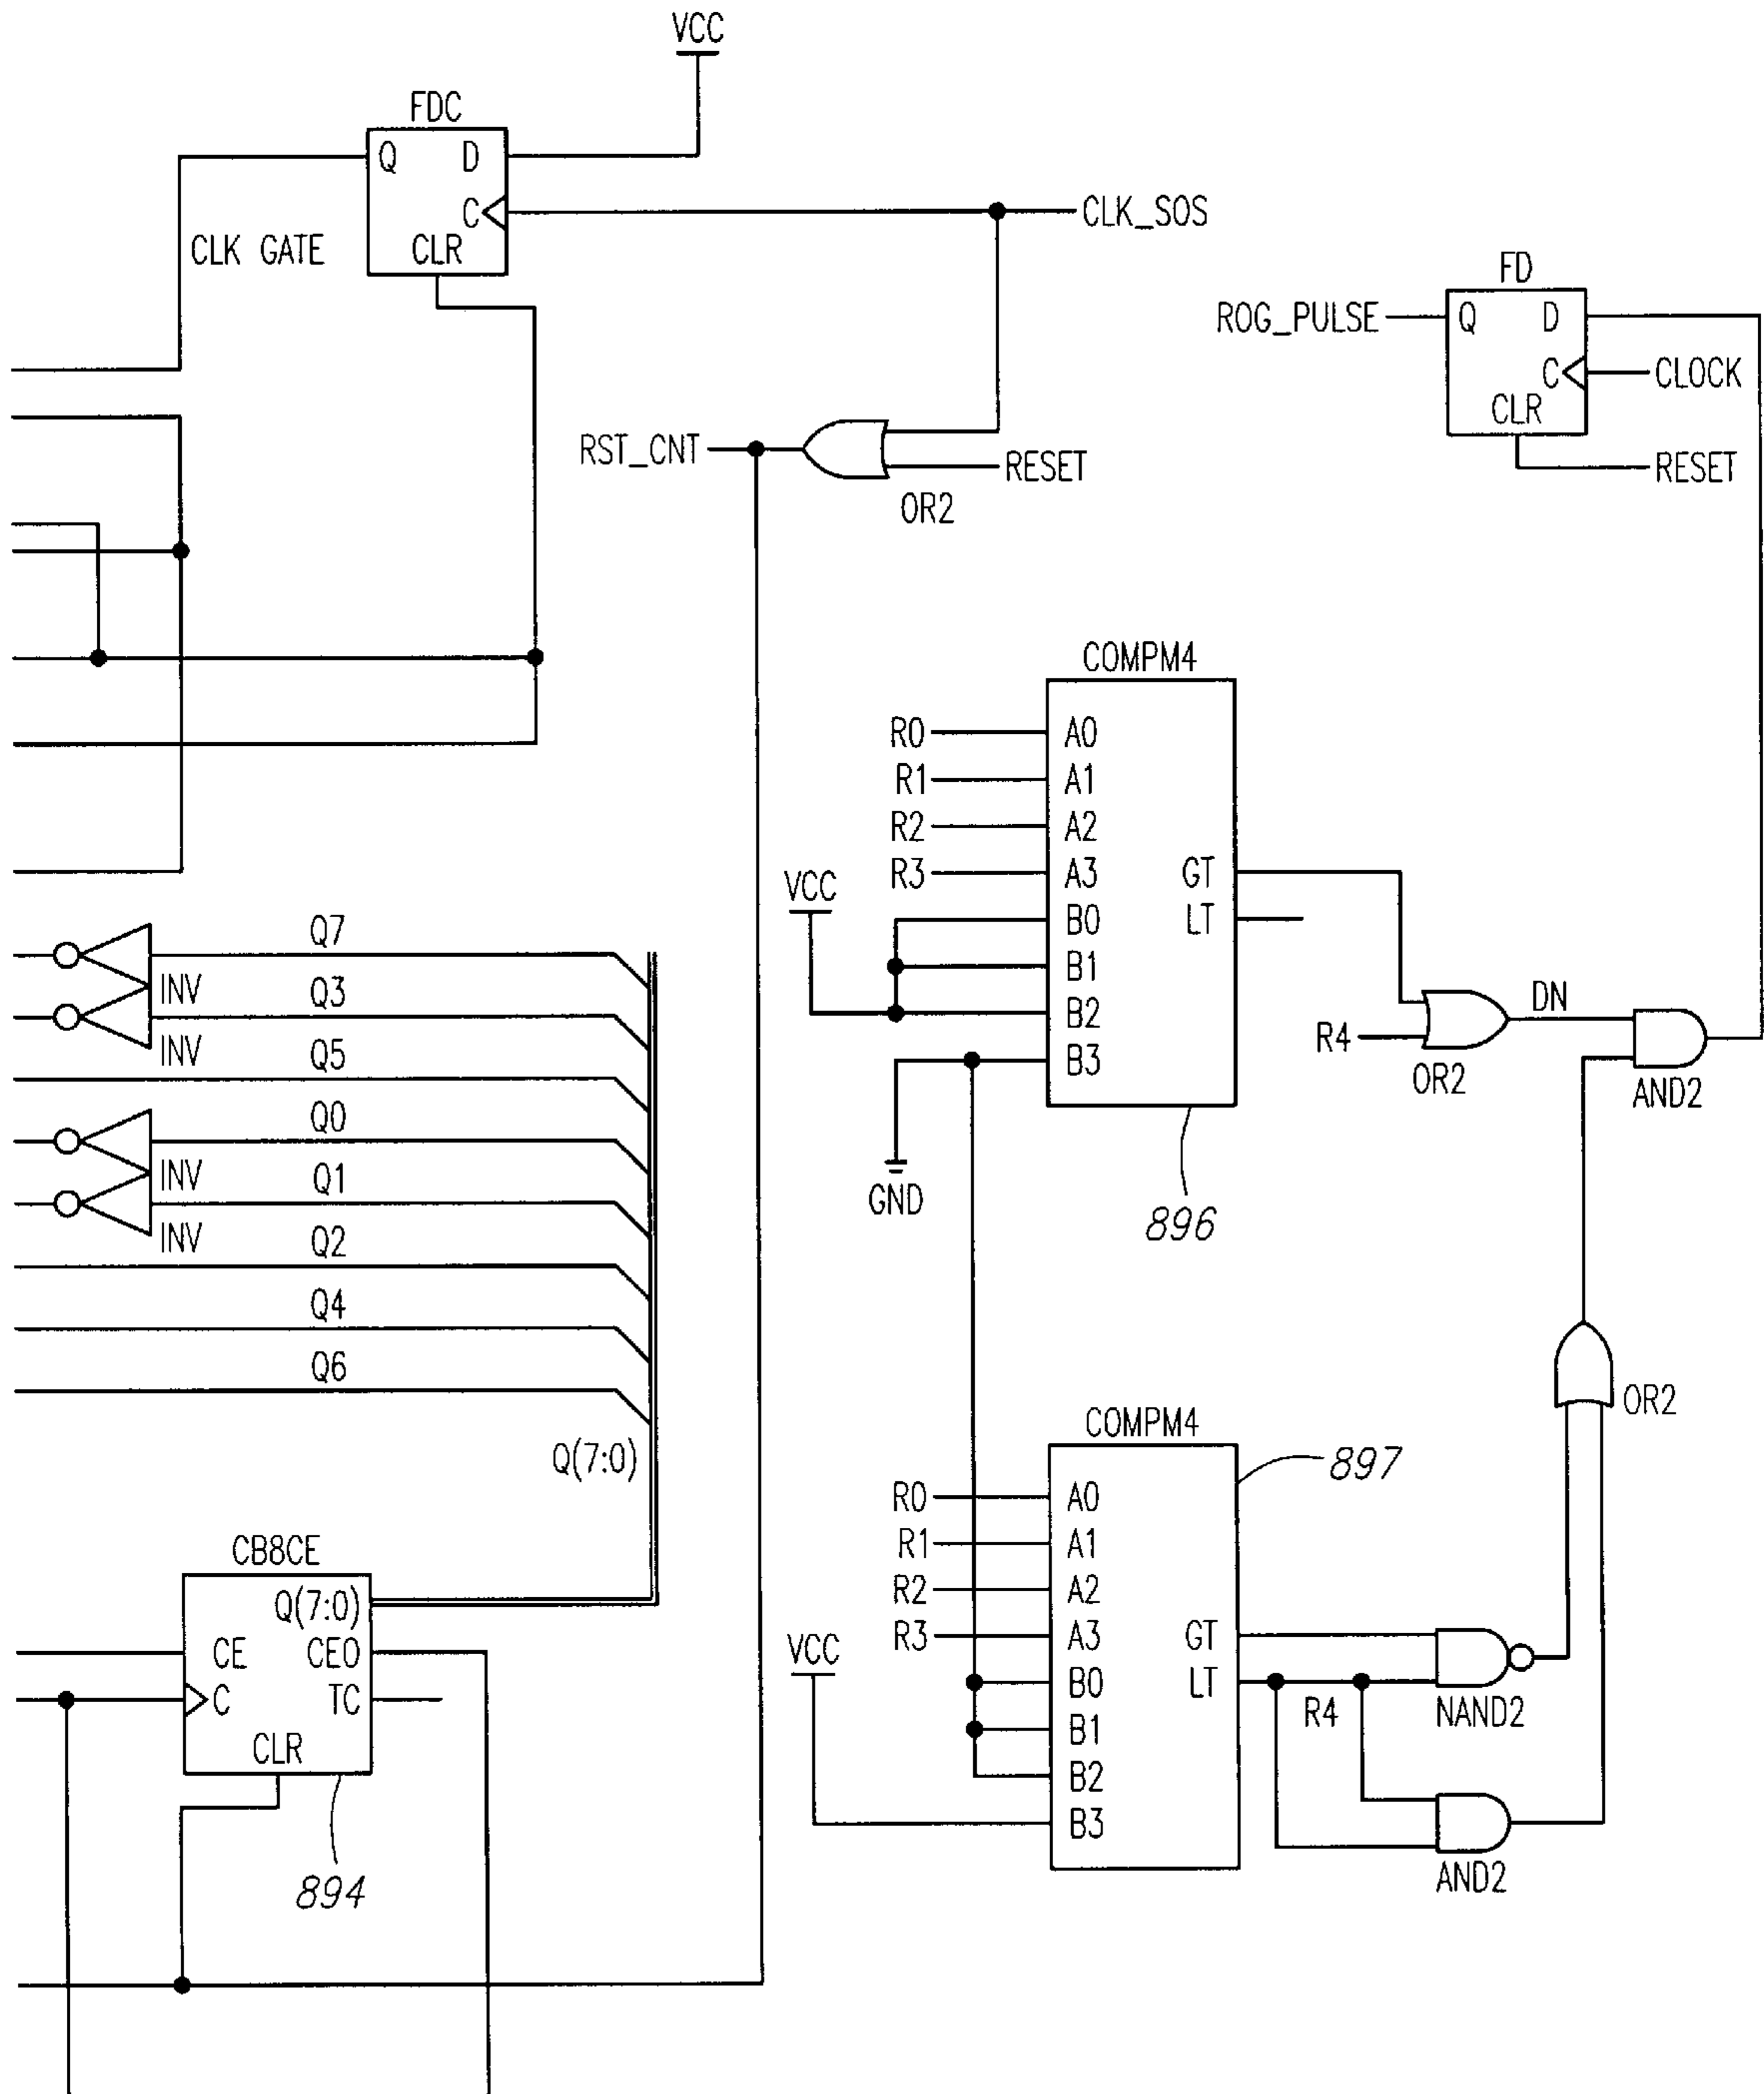 VCC
FDC
Q D
C
CLR
CLK GATE
CLK_SOS
FD
ROG_PULSE
Q D
C
CLR
CLOCK
RESET
RST_CNT
RESET
OR2
COMPM4
R0 A0
R1 A1
R2 A2
R3 A3 GT
VCC
B0 LT
B1
B2
B3
GND
896
R4
OR2
DN
AND2
Q7
INV
Q3
INV
Q5
Q0
INV
Q1
INV
Q2
Q4
Q6
Q(7:0)
OR2
COMPM4
897
R0 A0
R1 A1
R2 A2
R3 A3 GT
VCC
B0 LT
B1
B2
B3
R4
NAND2
AND2
CB8CE
Q(7:0)
CE CEO
C TC
CLR
894